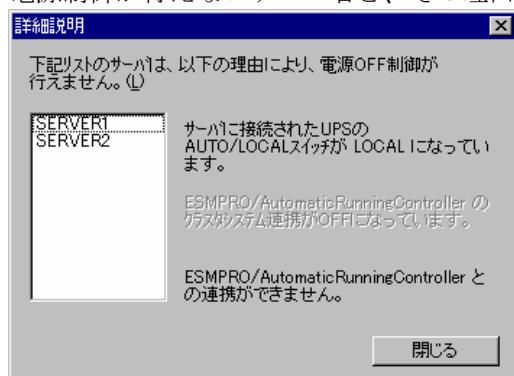 詳細説明
下記リストのサーバは、以下の理由により、電源OFF制御が
行えません。(L)
SERVER1
SERVER2
サーバに接続されたUPSの
AUTO/LOCALスイッチが LOCAL になってい
ます。
ESMPRO/AutomaticRunningController の
クラスタシステム連携がOFFになっています。
ESMPRO/AutomaticRunningController と
の連携ができません。
閉じる